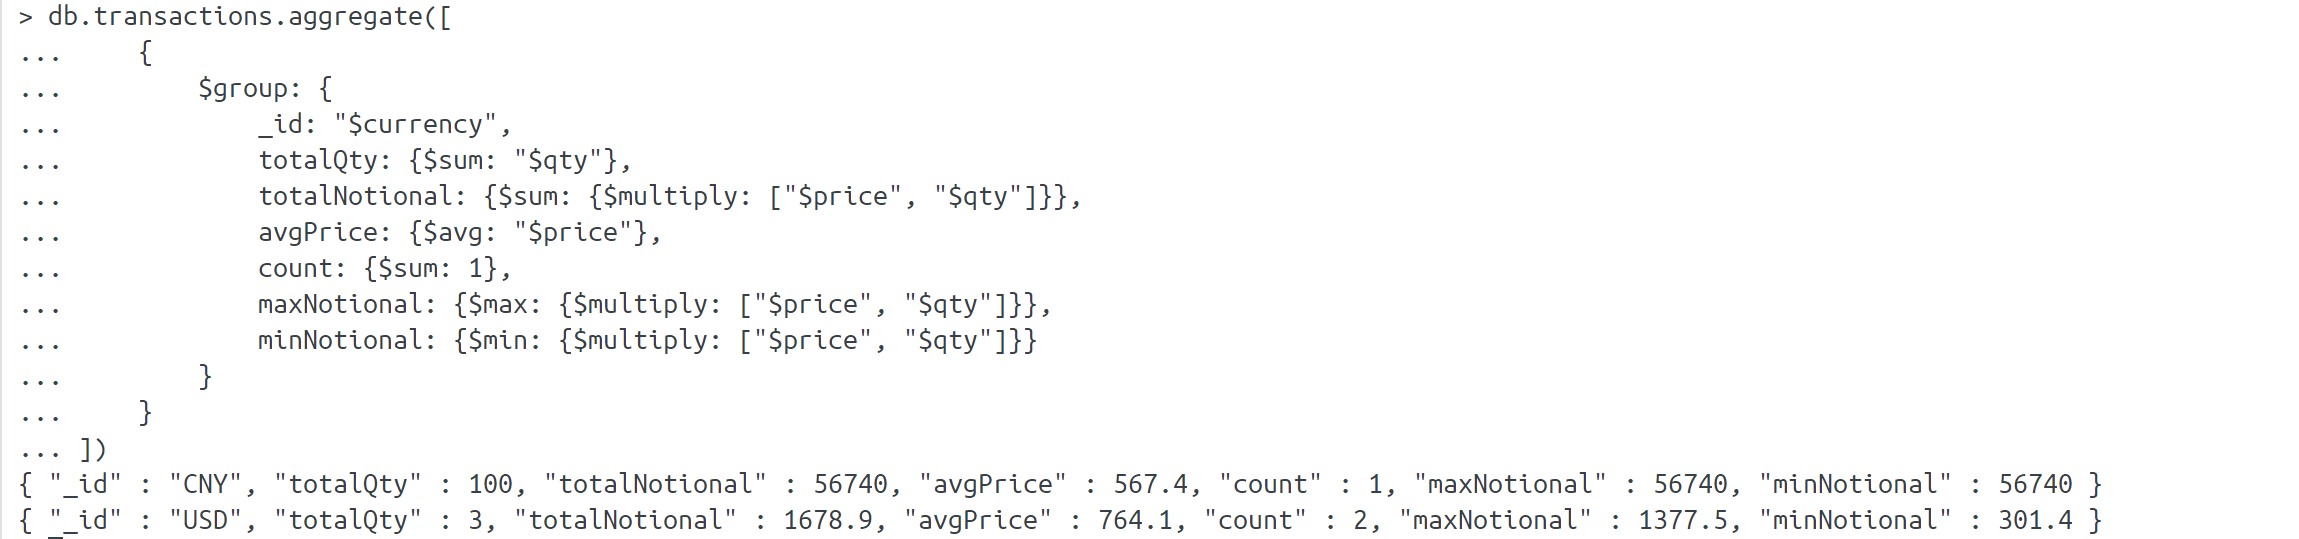 > db.transactions.aggregate([
...     {
...         $group: {
...             _id: "$currency",
...             totalQty: {$sum: "$qty"},
...             totalNotional: {$sum: {$multiply: ["$price", "$qty"]}},
...             avgPrice: {$avg: "$price"},
...             count: {$sum: 1},
...             maxNotional: {$max: {$multiply: ["$price", "$qty"]}},
...             minNotional: {$min: {$multiply: ["$price", "$qty"]}}
...         }
...     }
... ])
{ "_id" : "CNY", "totalQty" : 100, "totalNotional" : 56740, "avgPrice" : 567.4, "count" : 1, "maxNotional" : 56740, "minNotional" : 56740 }
{ "_id" : "USD", "totalQty" : 3, "totalNotional" : 1678.9, "avgPrice" : 764.1, "count" : 2, "maxNotional" : 1377.5, "minNotional" : 301.4 }